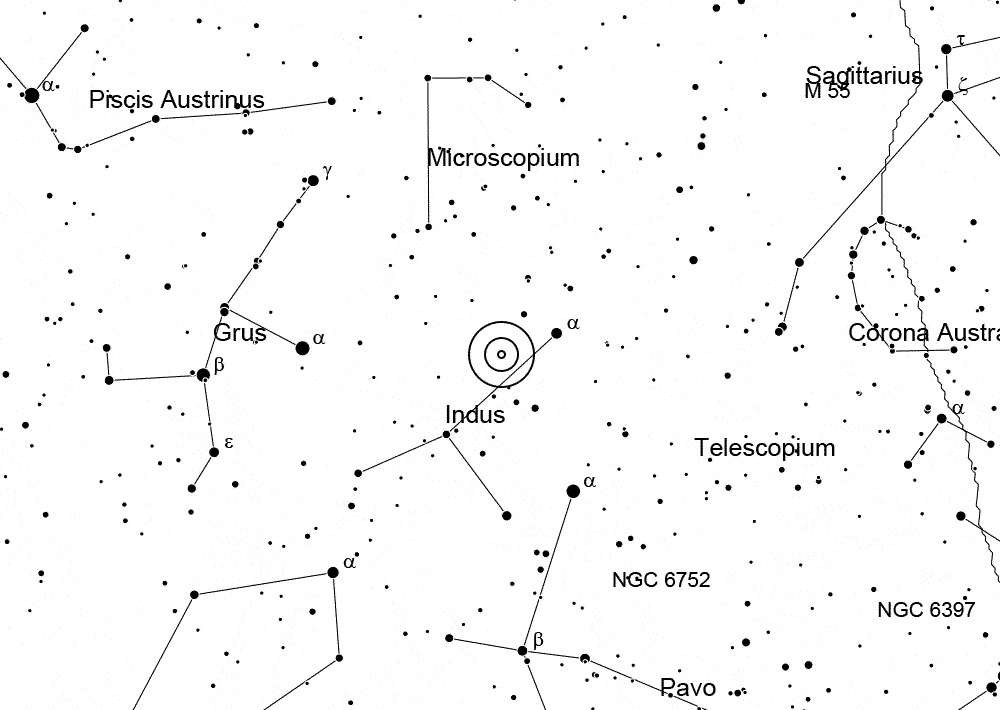 τ
Sagittarius
α
M 55
ζ
Piscis Austrinus
Microscopium
γ
α
Grus
α
Corona Austra
β
α
Indus
ε
Telescopium
α
α
NGC 6752
NGC 6397
β
Pavo